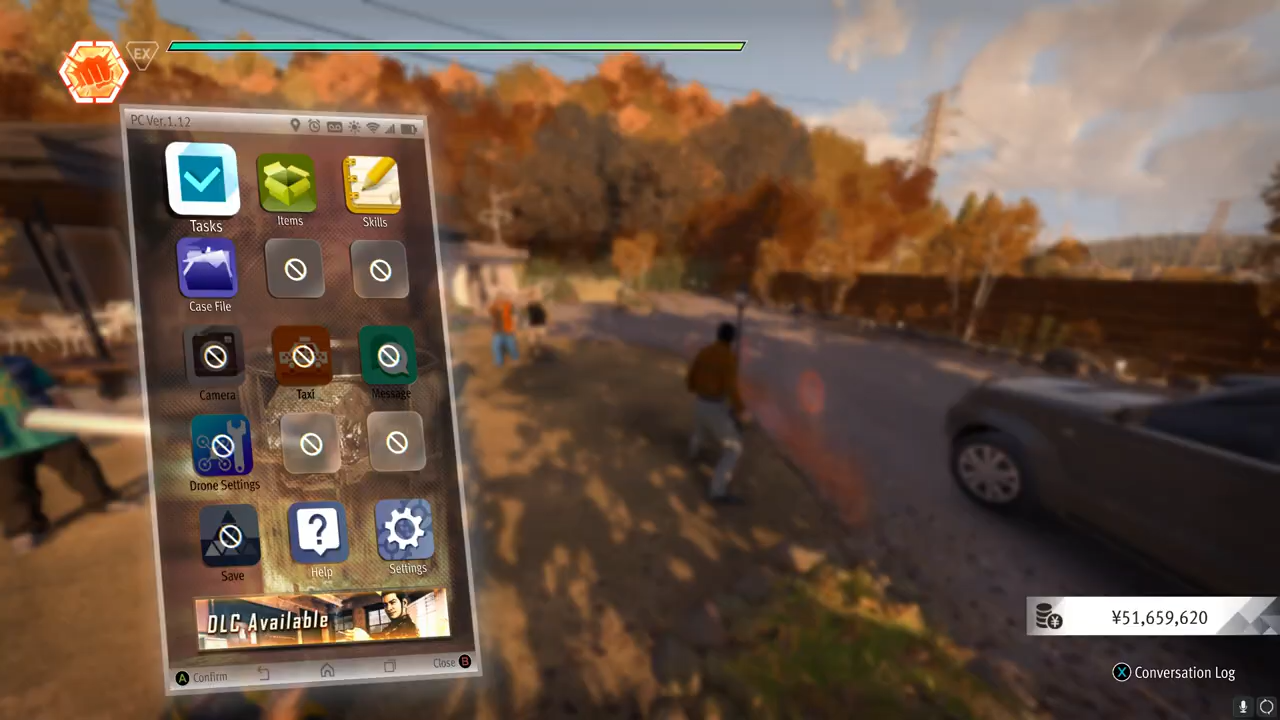 EX
PC Ver.1.12
Tasks
Items
Skills
Case File
Camera
Taxi
Message
Drone Settings
Save
?
Help
Settings
DLC Available
A Confirm
Close B
¥51,659,620
X Conversation Log